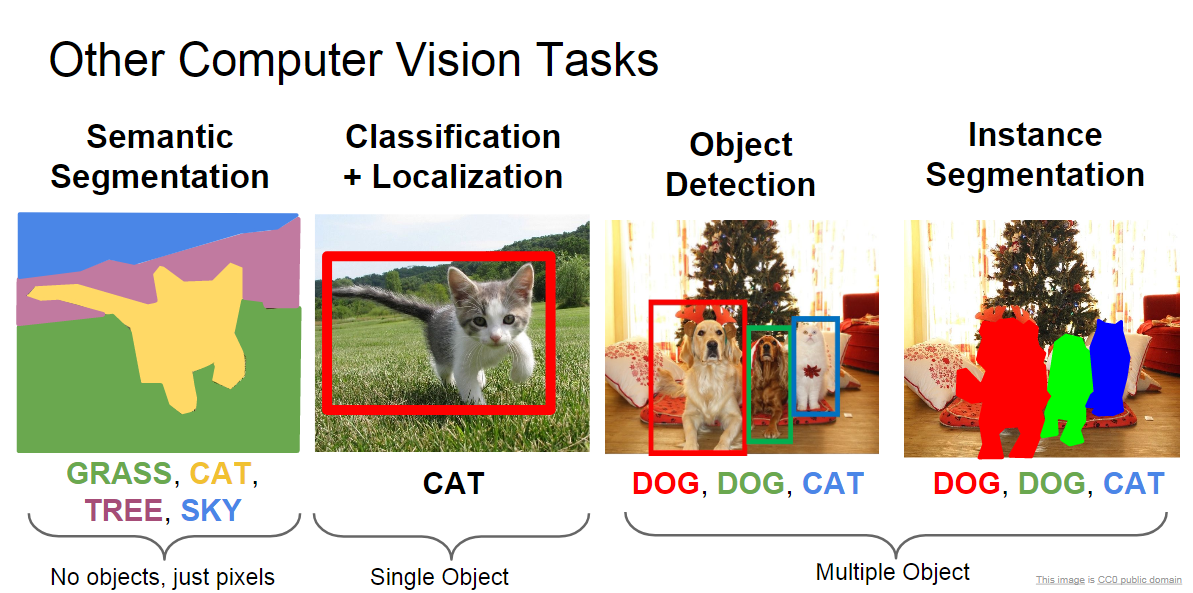 Other Computer Vision Tasks
Semantic
Segmentation
Classification
+ Localization
Object
Detection
Instance
Segmentation
GRASS, CAT,
TREE, SKY
CAT
DOG, DOG, CAT
DOG, DOG, CAT
No objects, just pixels
Single Object
Multiple Object
This image is CC0 public domain